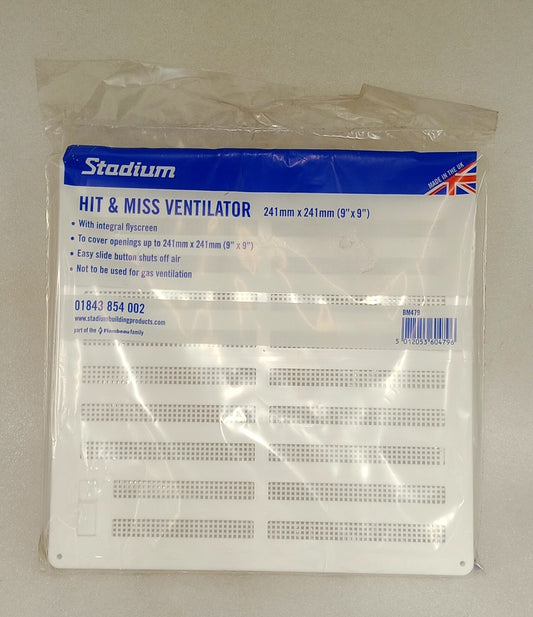 Stadium
MADE IN THE UK
HIT & MISS VENTILATOR 241mm x 241mm (9"x 9")
• With integral flyscreen
• To cover openings up to 241mm x 241mm (9"x 9")
• Easy slide button shuts off air
• Not to be used for gas ventilation
01843 854 002
www.stadiumbuildingproducts.com
part of the Flambeau family
BM479
5 012053 604796